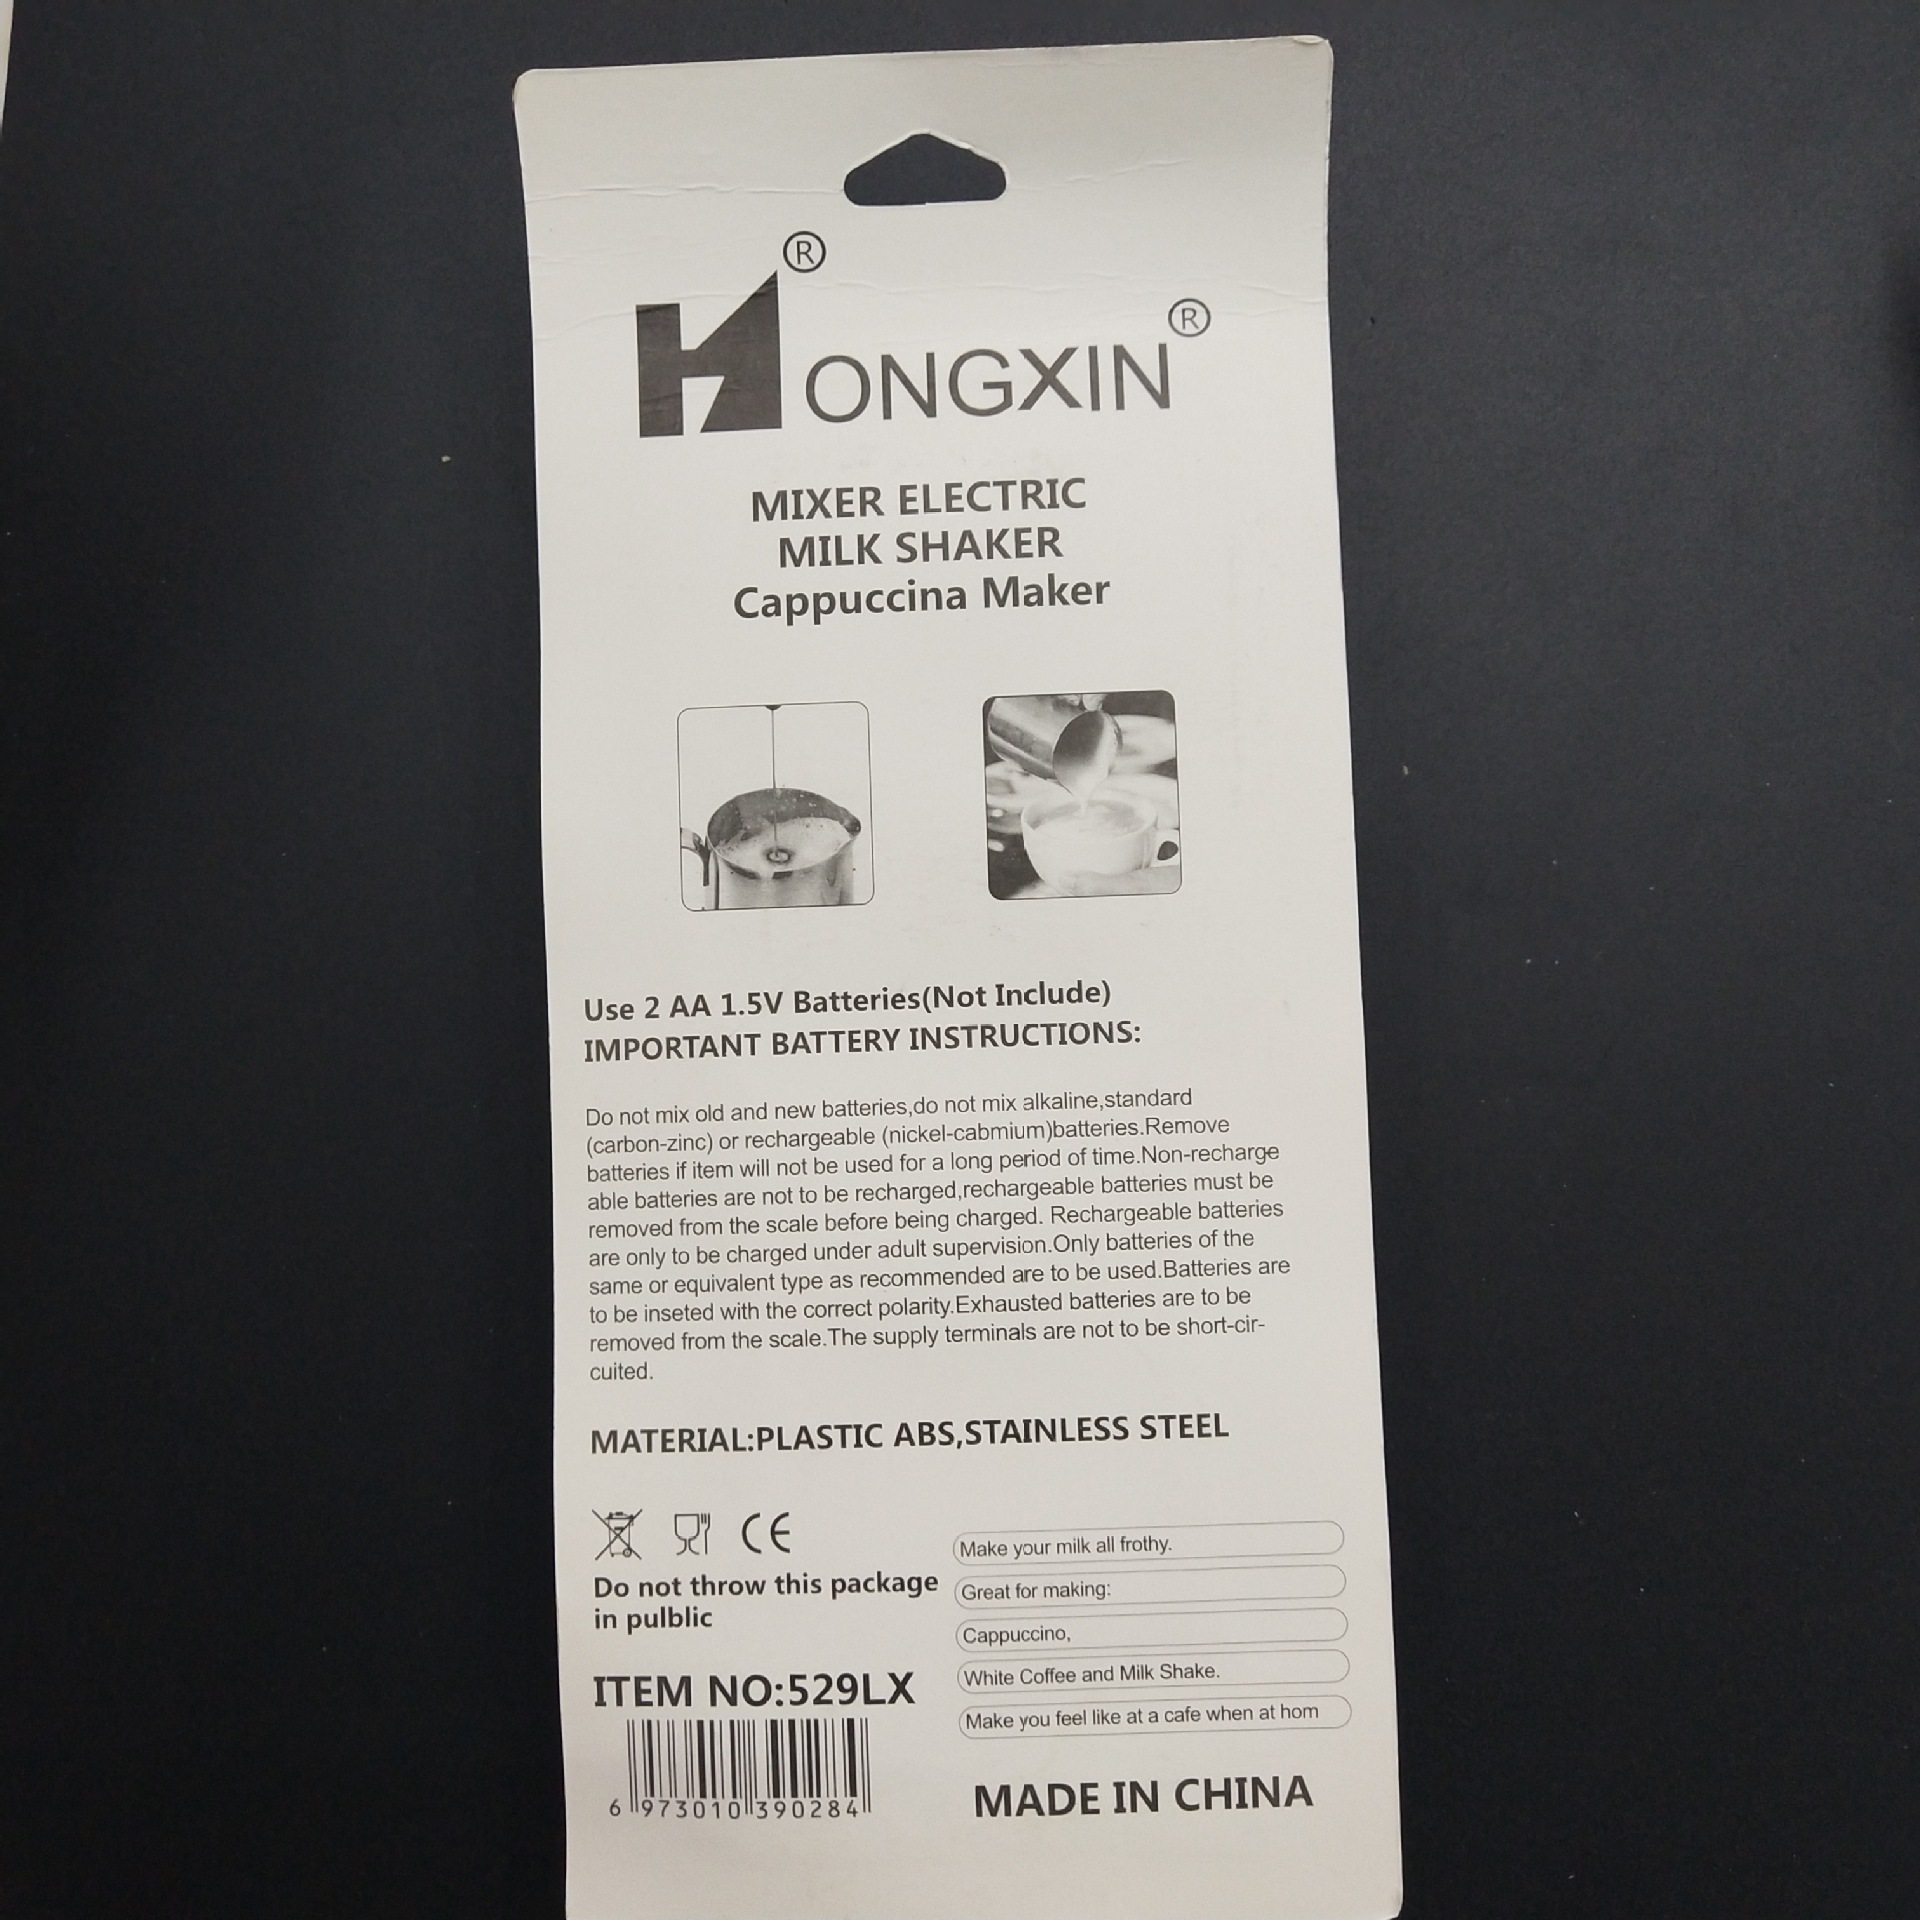 ®
HONGXIN®
MIXER ELECTRIC
MILK SHAKER
Cappuccina Maker
Use 2 AA 1.5V Batteries(Not Include)
IMPORTANT BATTERY INSTRUCTIONS:
Do not mix old and new batteries,do not mix alkaline,standard
(carbon-zinc) or rechargeable (nickel-cabmium)batteries.Remove
batteries if item will not be used for a long period of time.Non-recharge
able batteries are not to be recharged,rechargeable batteries must be
removed from the scale before being charged. Rechargeable batteries
are only to be charged under adult supervision.Only batteries of the
same or equivalent type as recommended are to be used.Batteries are
to be inseted with the correct polarity.Exhausted batteries are to be
removed from the scale.The supply terminals are not to be short-cir-
cuited.
MATERIAL:PLASTIC ABS,STAINLESS STEEL
CE
Do not throw this package
in pulblic
ITEM NO:529LX
6 973010 390284
Make your milk all frothy.
Great for making:
Cappuccino,
White Coffee and Milk Shake.
Make you feel like at a cafe when at hom
MADE IN CHINA